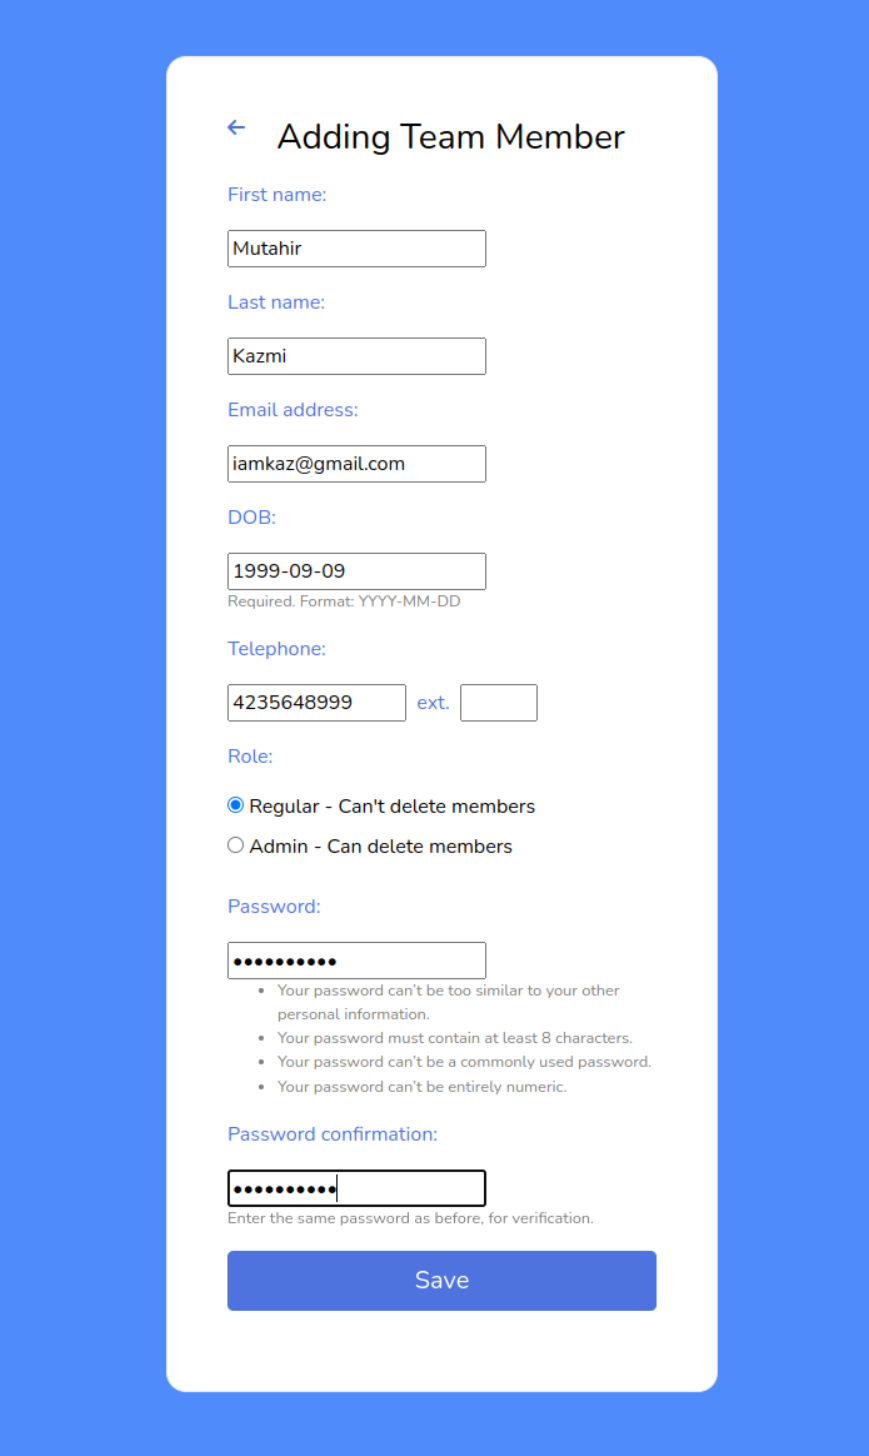 Adding Team Member
First name:
Mutahir
Last name:
Kazmi
Email address:
iamkaz@gmail.com
DOB:
1999-09-09
Required. Format: YYYY-MM-DD
Telephone:
4235648999 ext.
Role:
Regular - Can't delete members
Admin - Can delete members
Password:
••••••••••
• Your password can't be too similar to your other
personal information.
• Your password must contain at least 8 characters.
• Your password can't be a commonly used password.
• Your password can't be entirely numeric.
Password confirmation:
••••••••••
Enter the same password as before, for verification.
Save